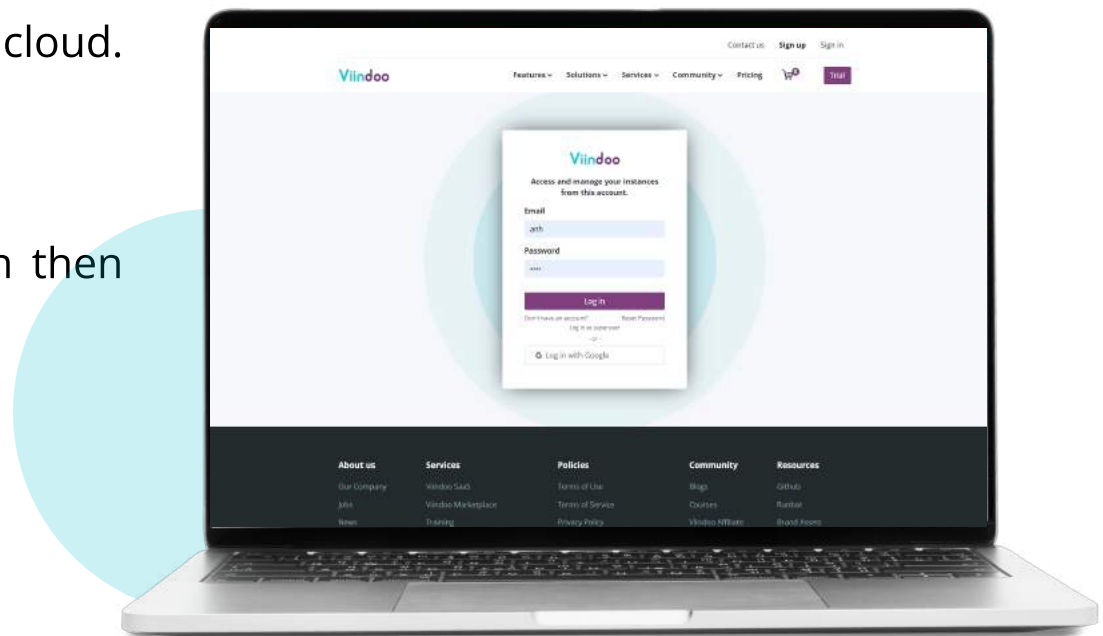 cloud.
Contact us Sign up Sign in
Viindoo Features Solutions Services Community Pricing 0 Trial
Viindoo
Access and manage your instances
from this account.
Email
anh
then
Password
••••
Log in
Don't have an account? Reset Password
Log in as superuser
- or -
G Log in with Google
About us Services Policies Community Resources
Our Company Viindoo SaaS Terms of Use Blogs Github
Jobs Viindoo Marketplace Terms of Service Courses Runbot
News Training Privacy Policy Viindoo Affiliate Brand Assets